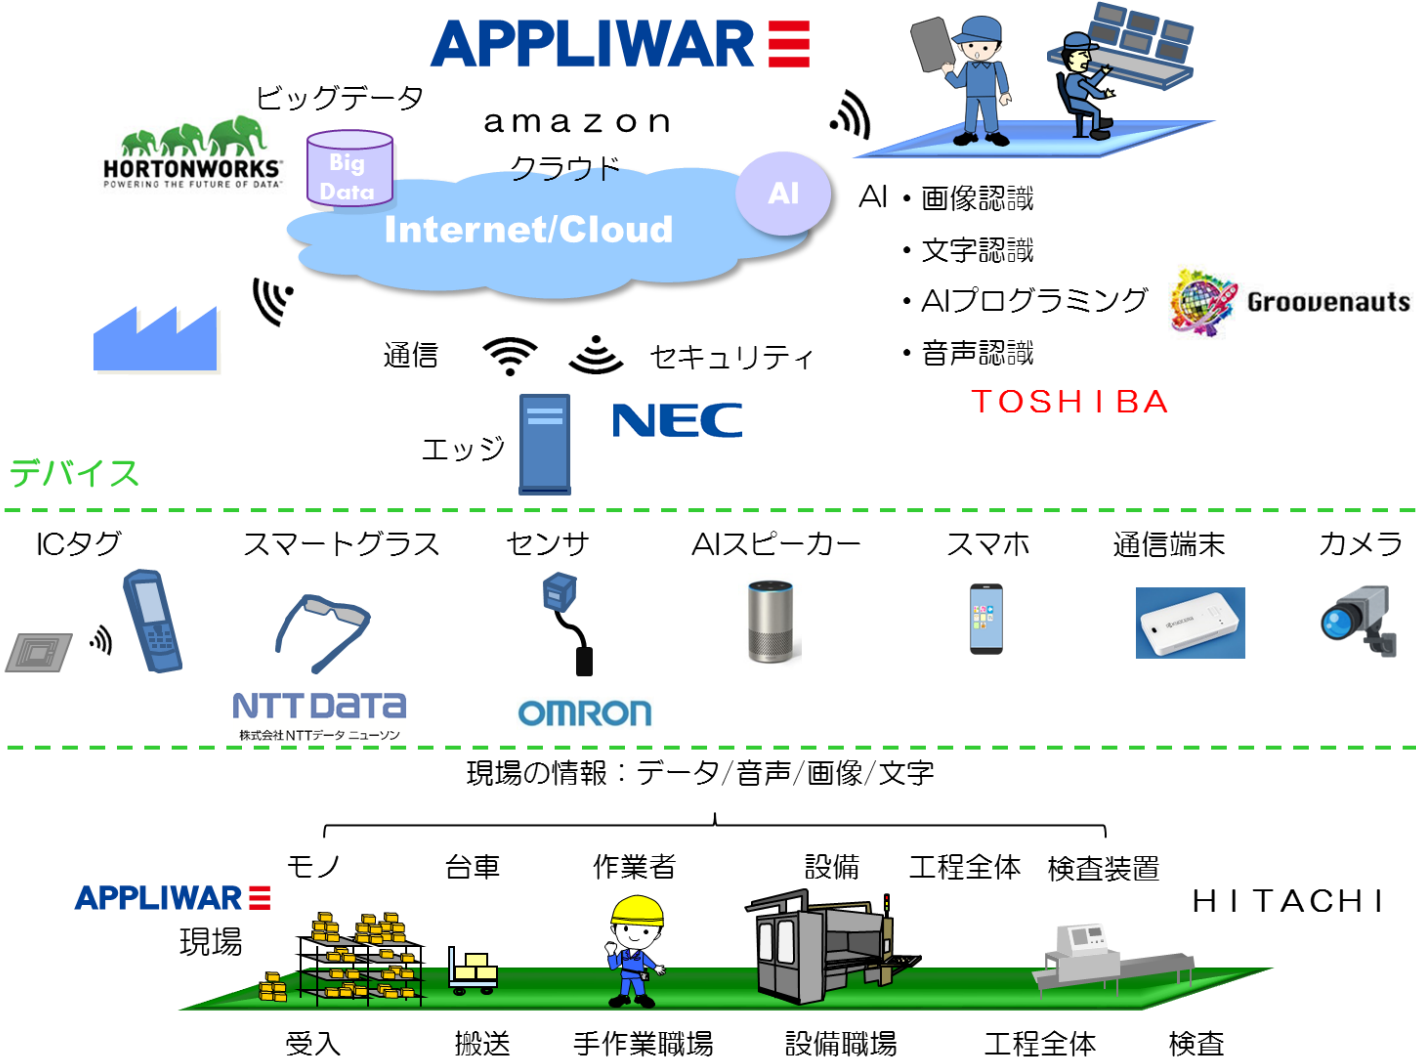 APPLIWARE
ビッグデータ
amazon
クラウド
HORTONWORKS
POWERING THE FUTURE OF DATA™
Big
Data
Internet/Cloud
AI
AI ・画像認識
・文字認識
・AIプログラミング
・音声認識
Groovenauts
TOSHIBA
通信
セキュリティ
NEC
エッジ
デバイス
ICタグ
スマートグラス
センサ
AIスピーカー
スマホ
通信端末
カメラ
KYOCERA
NTT DATA
株式会社NTTデータ ニューソン
OMRON
現場の情報：データ/音声/画像/文字
モノ
台車
作業者
設備
工程全体
検査装置
APPLIWARE
現場
HITACHI
受入
搬送
手作業職場
設備職場
工程全体
検査